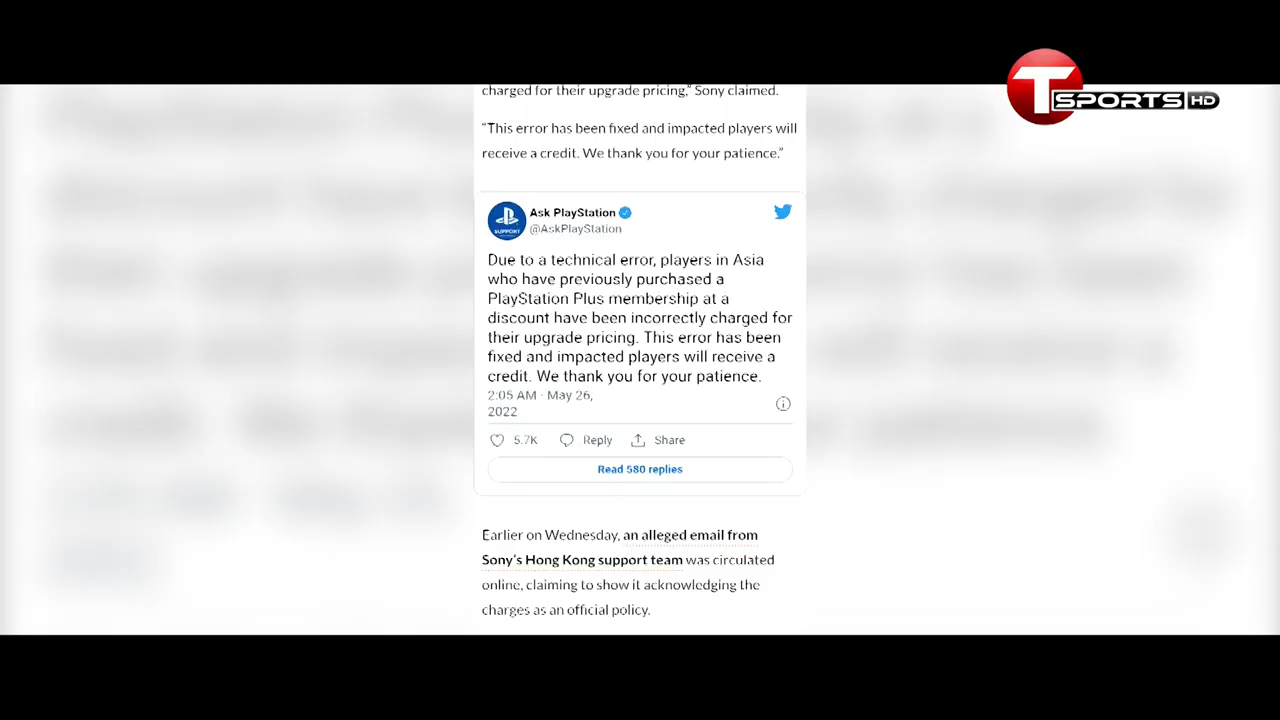 charged for their upgrade pricing,” Sony claimed.
T SPORTS HD
“This error has been fixed and impacted players will
receive a credit. We thank you for your patience.”
Ask PlayStation
@AskPlayStation
SUPPORT
Due to a technical error, players in Asia
who have previously purchased a
PlayStation Plus membership at a
discount have been incorrectly charged for
their upgrade pricing. This error has been
fixed and impacted players will receive a
credit. We thank you for your patience.
2:05 AM · May 26,
2022
5.7K Reply Share
Read 580 replies
Earlier on Wednesday, an alleged email from
Sony’s Hong Kong support team was circulated
online, claiming to show it acknowledging the
charges as an official policy.